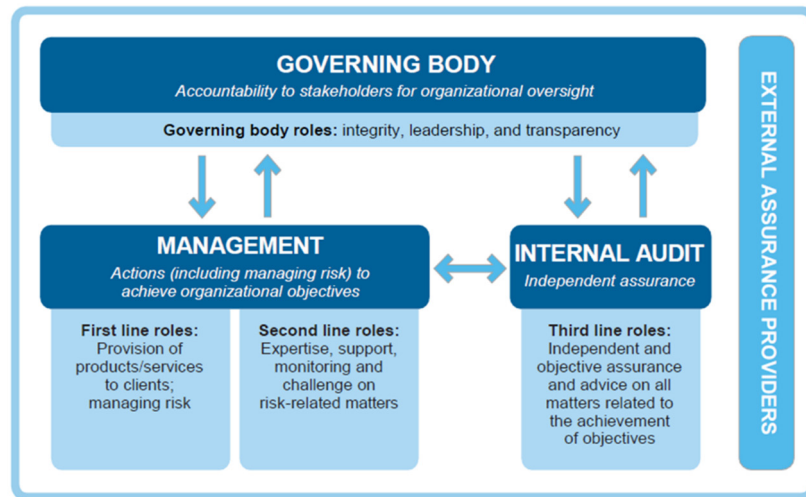 GOVERNING BODY
Accountability to stakeholders for organizational oversight
Governing body roles: integrity, leadership, and transparency
MANAGEMENT
Actions (including managing risk) to
achieve organizational objectives
First line roles:
Provision of
products/services
to clients;
managing risk
Second line roles:
Expertise, support,
monitoring and
challenge on
risk-related matters
INTERNAL AUDIT
Independent assurance
Third line roles:
Independent and
objective assurance
and advice on all
matters related to
the achievement
of objectives
EXTERNAL ASSURANCE PROVIDERS